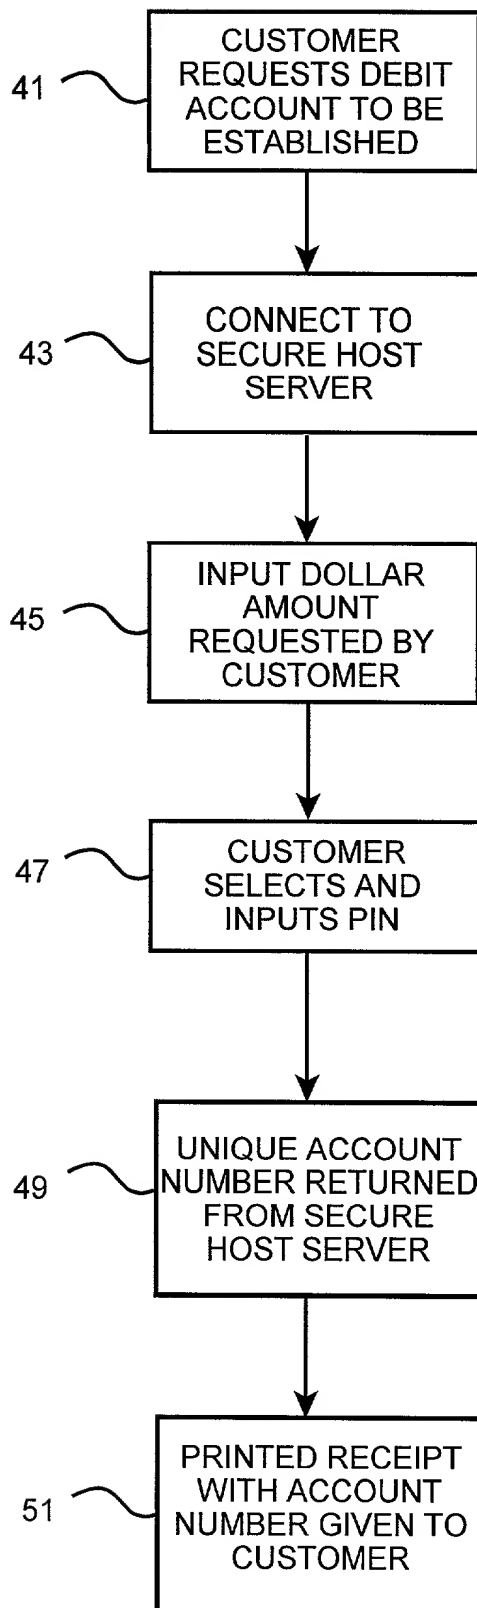 41
CUSTOMER
REQUESTS DEBIT
ACCOUNT TO BE
ESTABLISHED
43
CONNECT TO
SECURE HOST
SERVER
45
INPUT DOLLAR
AMOUNT
REQUESTED BY
CUSTOMER
47
CUSTOMER
SELECTS AND
INPUTS PIN
49
UNIQUE ACCOUNT
NUMBER RETURNED
FROM SECURE
HOST SERVER
51
PRINTED RECEIPT
WITH ACCOUNT
NUMBER GIVEN TO
CUSTOMER